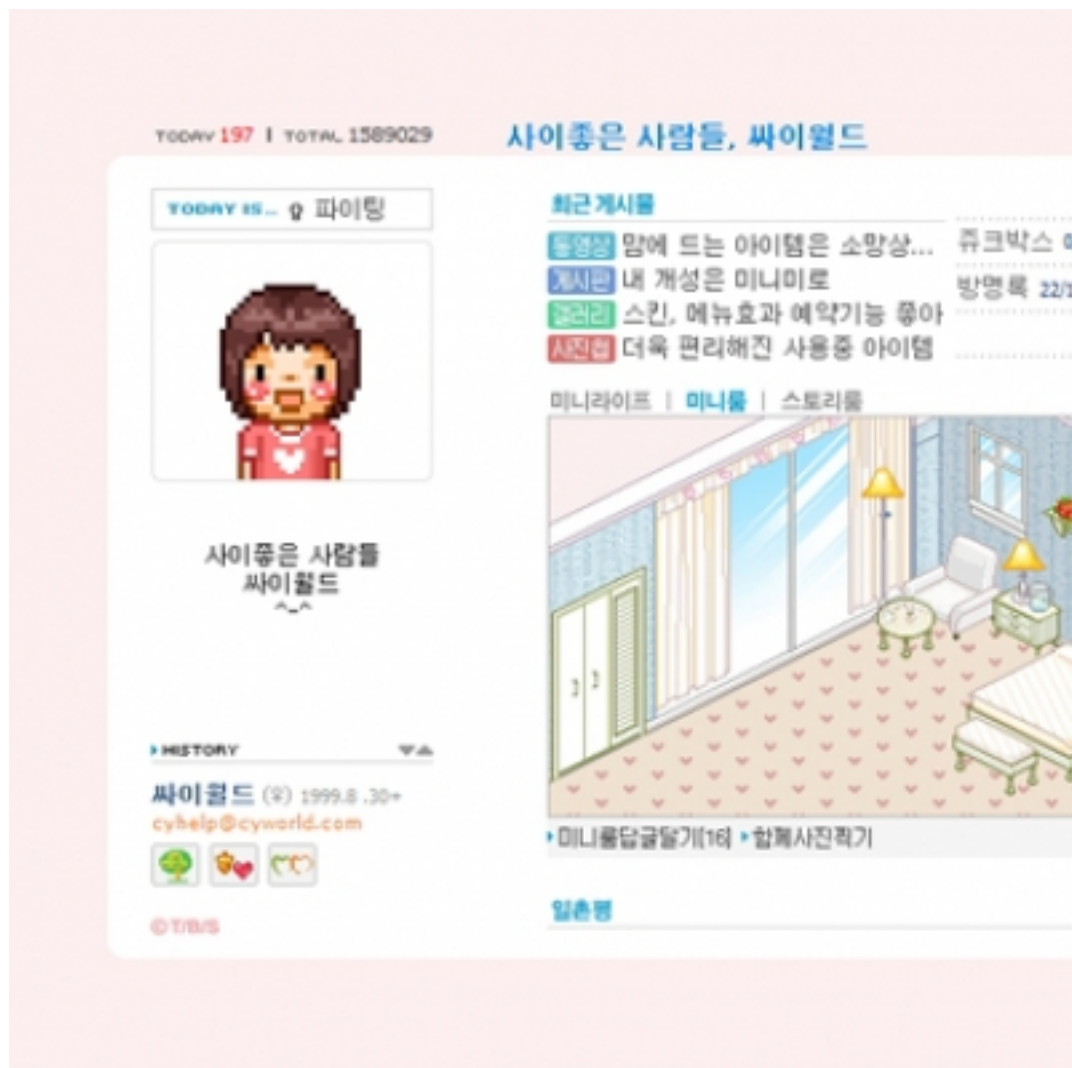 TODAY 197 | TOTAL 1589029
사이좋은 사람들, 싸이월드
TODAY IS... 파이팅
사이좋은 사람들
싸이월드
^-^
HISTORY
싸이월드 (우) 1999.8 .30+
cyhelp@cyworld.com
©T/B/S
최근 게시물
동영상 맘에 드는 아이템은 소망상...
게시판 내 개성은 미니미로
갤러리 스킨, 메뉴효과 예약기능 좋아
사진첩 더욱 편리해진 사용중 아이템
쥬크박스
방명록 22/1
미니라이프 | 미니룸 | 스토리룸
미니룸답글달기[16] 함께사진찍기
일촌평